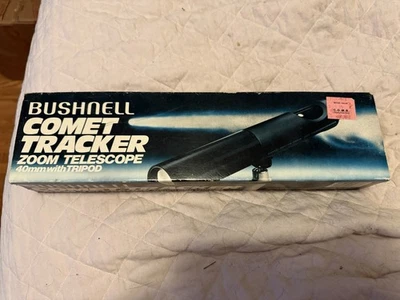 BUSHNELL
COMET
TRACKER
ZOOM TELESCOPE
40mm with TRIPOD